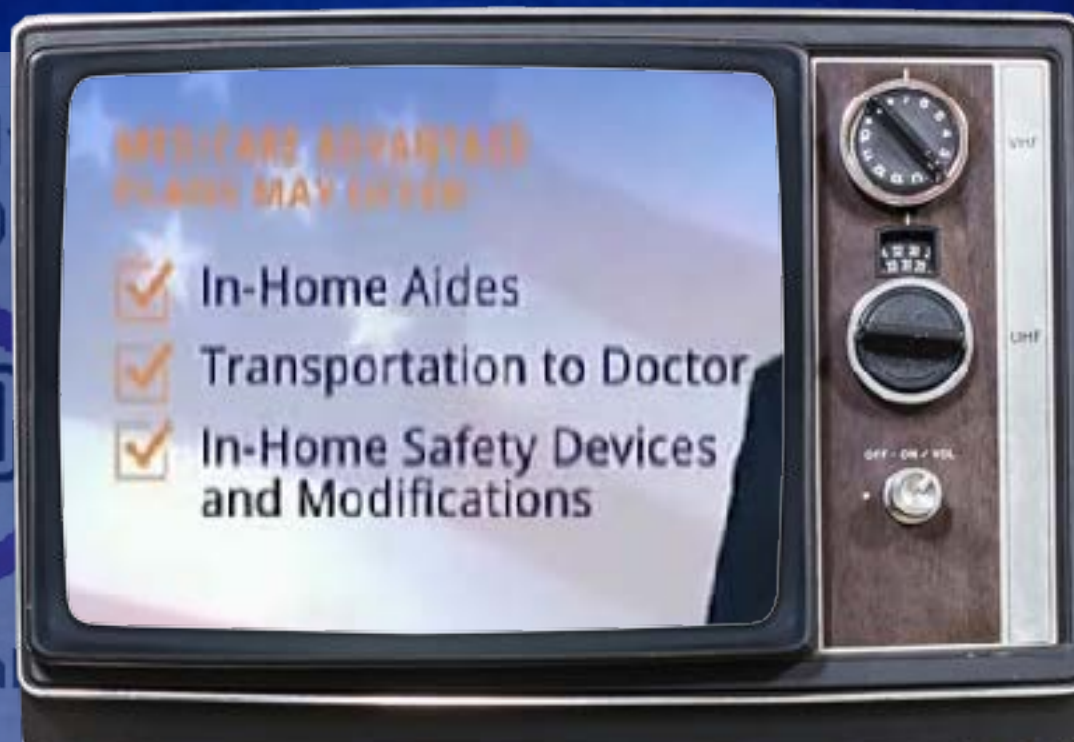 MEDICARE ADVANTAGE
PLANS MAY OFFER
In-Home Aides
Transportation to Doctor
In-Home Safety Devices
and Modifications
VHF
UHF
OFF - ON / VOL